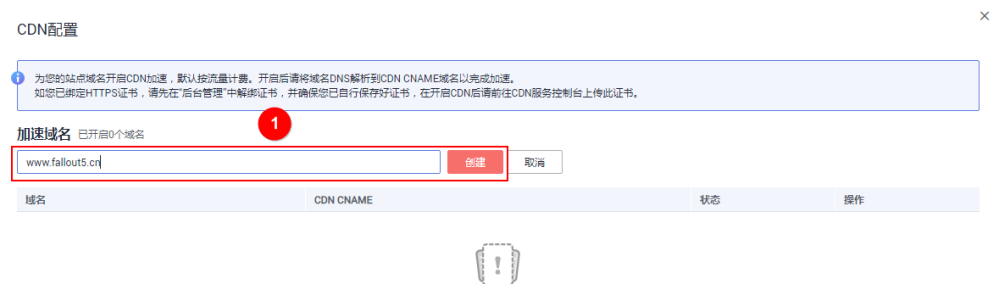 CDN配置
为您的站点域名开启CDN加速，默认按流量计费。开启后请将域名DNS解析到CDN CNAME域名以完成加速。
如您已绑定HTTPS证书，请先在“后台管理”中解绑证书，并确保您已自行保存好证书，在开启CDN后请前往CDN服务控制台上传此证书。
加速域名 已开启0个域名
1
www.fallout5.cn 创建 取消
域名 CDN CNAME 状态 操作